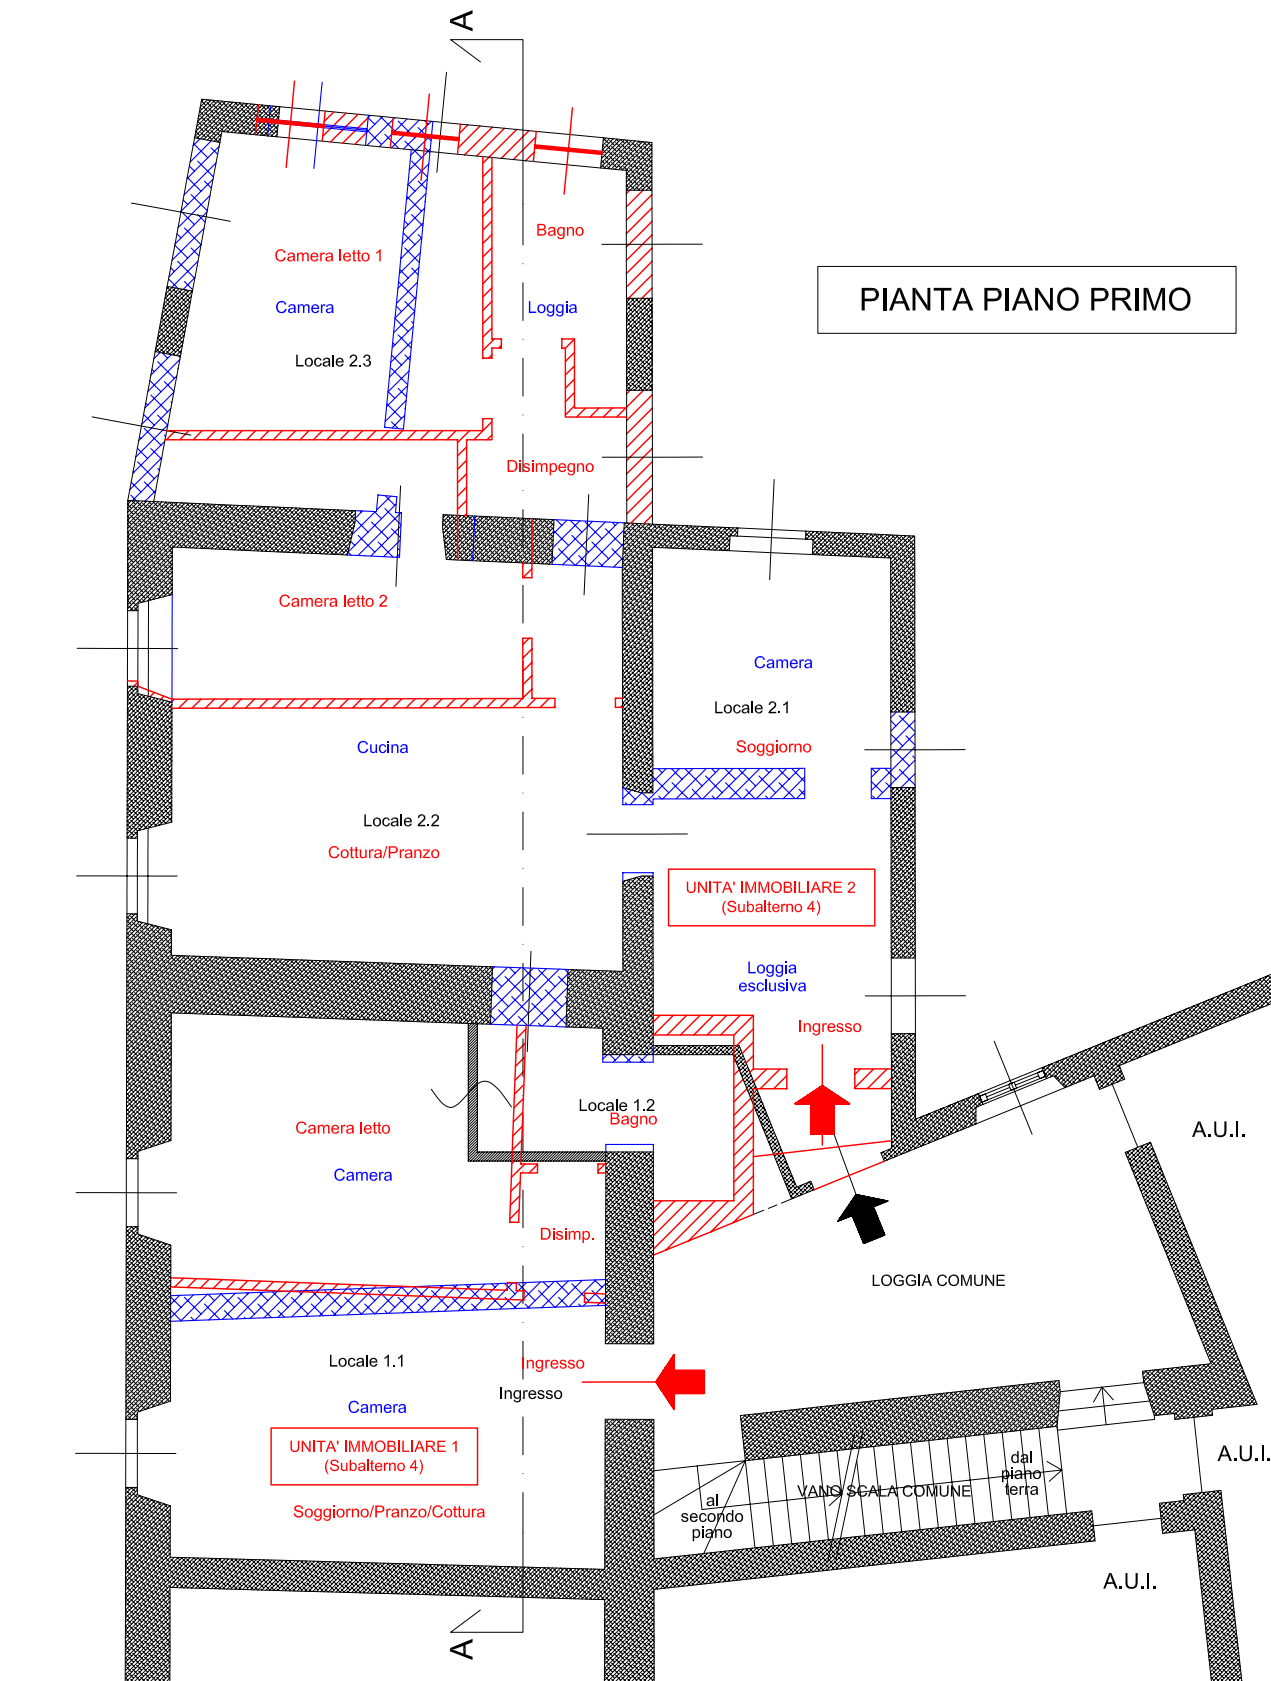 A
Bagno
Camera letto 1
PIANTA PIANO PRIMO
Camera
Loggia
Locale 2.3
Disimpegno
Camera letto 2
Camera
Locale 2.1
Cucina
Soggiorno
Locale 2.2
Cottura/Pranzo
UNITA' IMMOBILIARE 2
(Subalterno 4)
Loggia
esclusiva
Ingresso
Locale 1.2
Bagno
Camera letto
A.U.I.
Camera
Disimp.
LOGGIA COMUNE
Locale 1.1
Ingresso
Ingresso
Camera
UNITA' IMMOBILIARE 1
(Subalterno 4)
A.U.I.
dal
piano
terra
VANO SCALA COMUNE
al
secondo
piano
Soggiorno/Pranzo/Cottura
A.U.I.
A